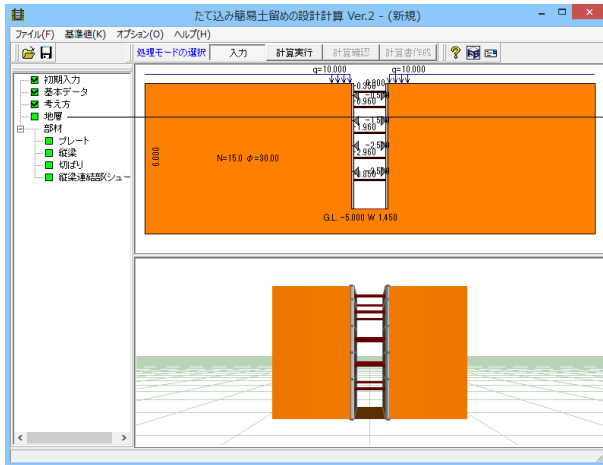 たて込み簡易土留めの設計計算 Ver.2 - (新規)
ファイル(F) 基準値(K) オプション(O) ヘルプ(H)
処理モードの選択 入力 計算実行 計算確認 計算書作成
初期入力
基本データ
考え方
地層
部材
プレート
縦梁
切ばり
縦梁連結部(シュー
q=10.000 q=10.000
0.960
1.960
2.960
6.000
N=15.0 φ=30.00
G.L. -5.000 W 1.450